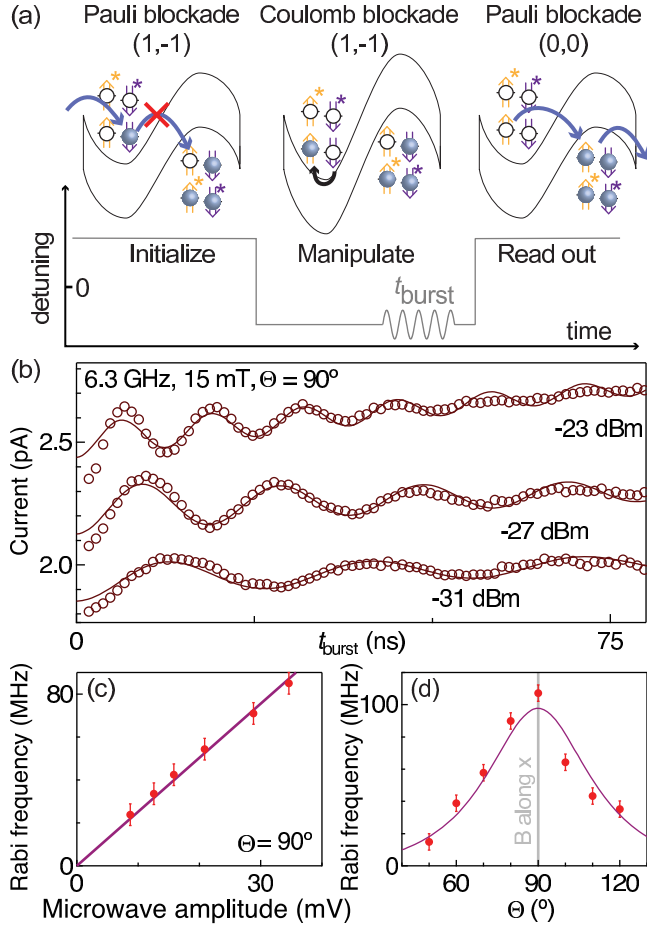 (a)
Pauli blockade Coulomb blockade Pauli blockade
(1,-1) (1,-1) (0,0)
* * * * * *
* * * *
detuning
0
Initialize Manipulate Read out
tburst
time
(b)
6.3 GHz, 15 mT, Θ = 90º
Current (pA)
2.5
2.0
-23 dBm
-27 dBm
-31 dBm
0 75
tburst (ns)
(c)
Rabi frequency (MHz)
80
0
Θ = 90º
0 30
Microwave amplitude (mV)
(d)
Rabi frequency (MHz)
100
0
B along x
60 90 120
Θ (º)